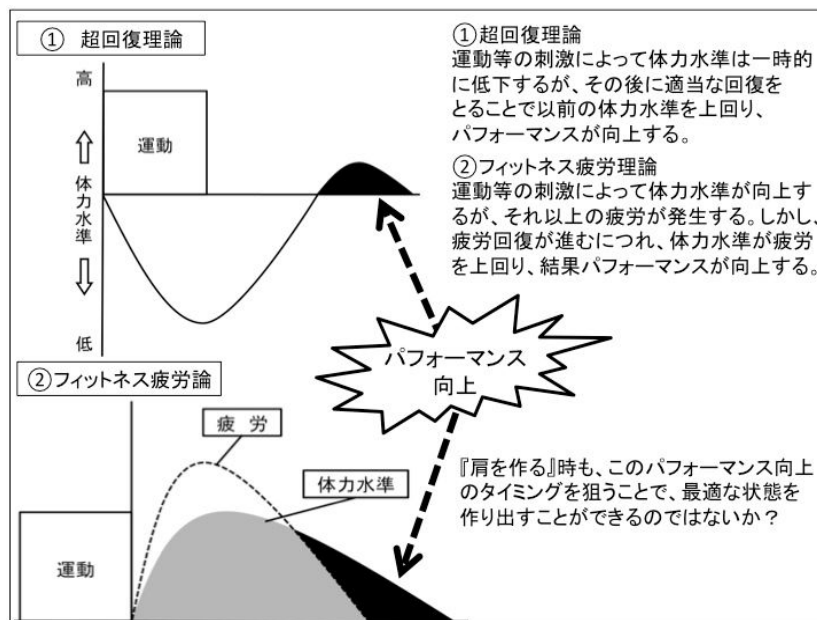 ① 超回復理論
高
体力水準
低
運動
①超回復理論
運動等の刺激によって体力水準は一時的
に低下するが、その後に適当な回復を
とることで以前の体力水準を上回り、
パフォーマンスが向上する。
②フィットネス疲労理論
運動等の刺激によって体力水準が向上す
るが、それ以上の疲労が発生する。しかし、
疲労回復が進むにつれ、体力水準が疲労
を上回り、結果パフォーマンスが向上する。
パフォーマンス
向上
②フィットネス疲労論
疲 労
体力水準
運動
『肩を作る』時も、このパフォーマンス向上
のタイミングを狙うことで、最適な状態を
作り出すことができるのではないか？